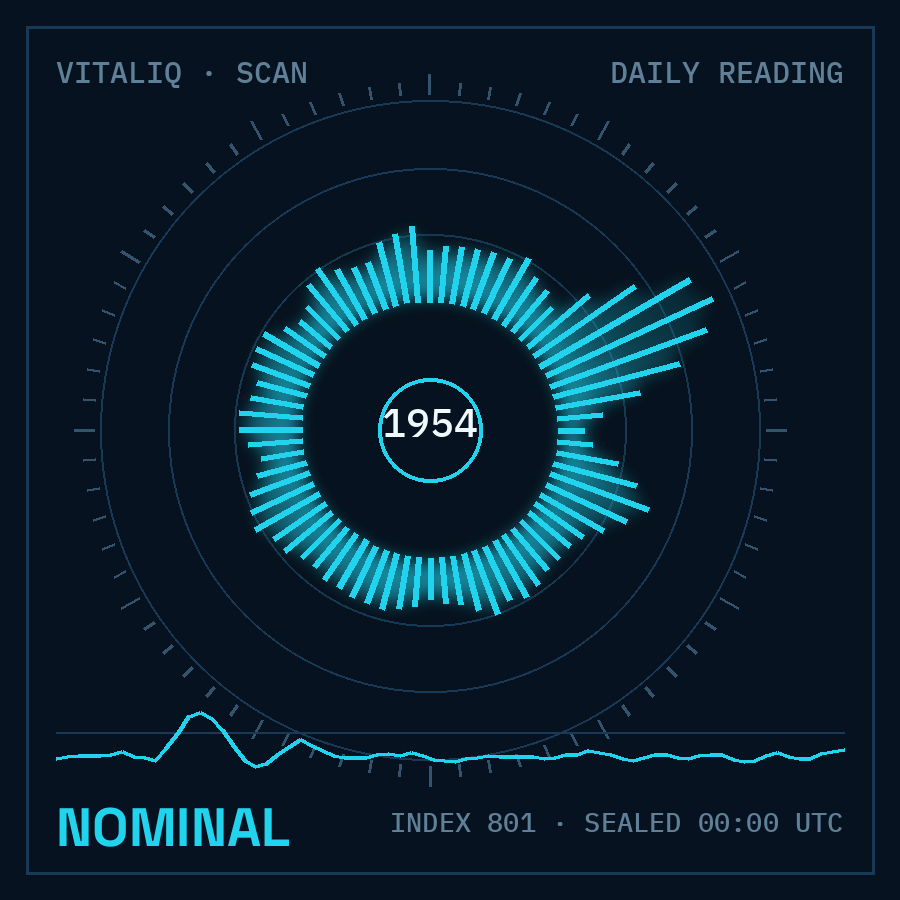 VITALIQ · SCAN
DAILY READING
1954
NOMINAL
INDEX 801 · SEALED 00:00 UTC